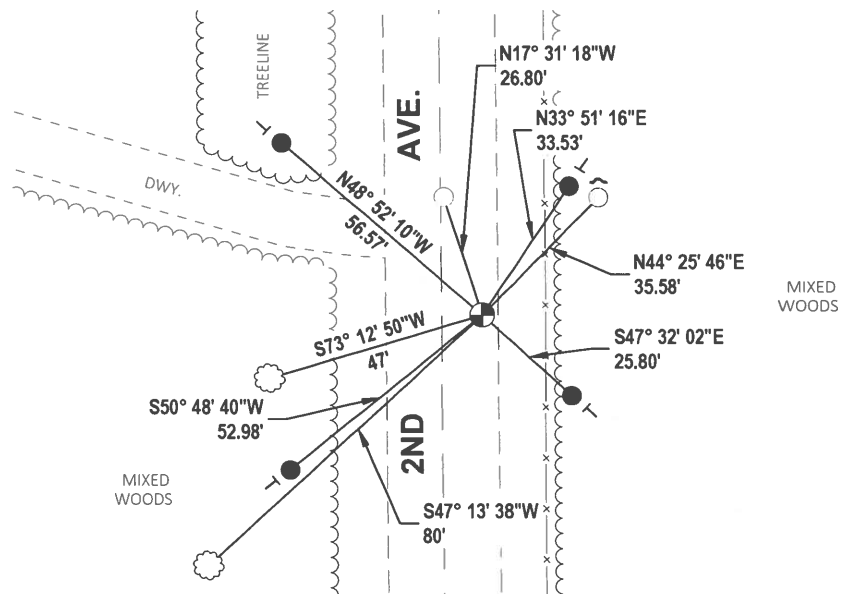 N17° 31' 18"W
26.80'
TREELINE
AVE.
N33° 51' 16"E
33.53'
DWY.
N48° 52' 10"W
56.57'
N44° 25' 46"E
35.58'
MIXED
WOODS
S73° 12' 50"W
47'
S47° 32' 02"E
25.80'
S50° 48' 40"W
52.98'
2ND
MIXED
WOODS
S47° 13' 38"W
80'